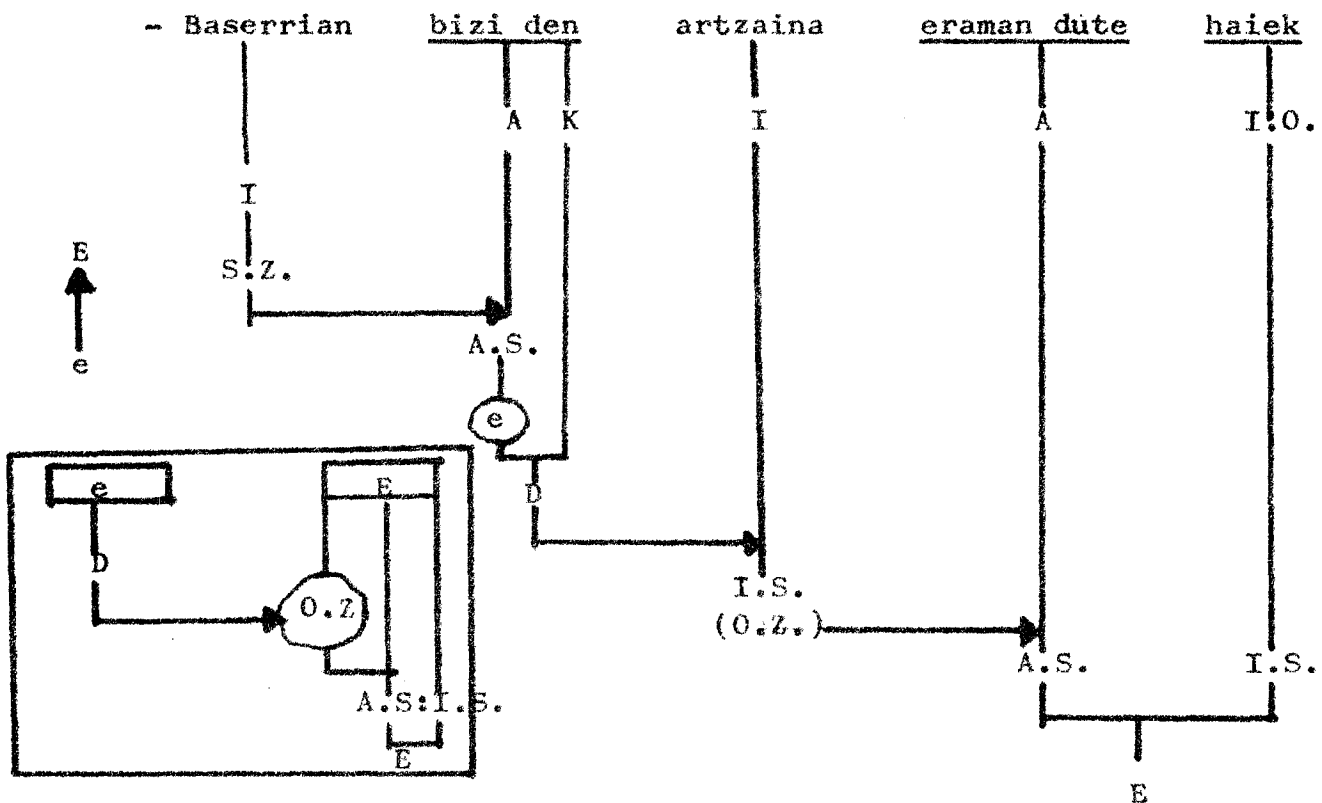 - Baserrian bizi den artzaina eraman dute haiek
A K I A I.O.
I
E
S.Z.
e
A.S.
e
e E
D
D
O.Z
I.S.
(O.Z.)
A.S. I.S.
A.S:I.S.
E
E